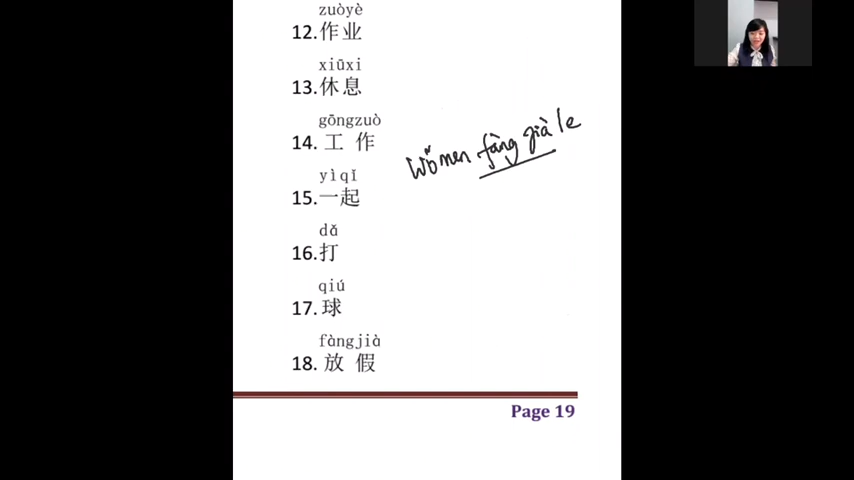 zuòyè
12.作业
xiūxi
13.休息
gōngzuò
14. 工 作
yìqǐ
15.一起
dǎ
16.打
qiú
17.球
fàngjià
18. 放 假
wǒmen fàng jià le
Page 19